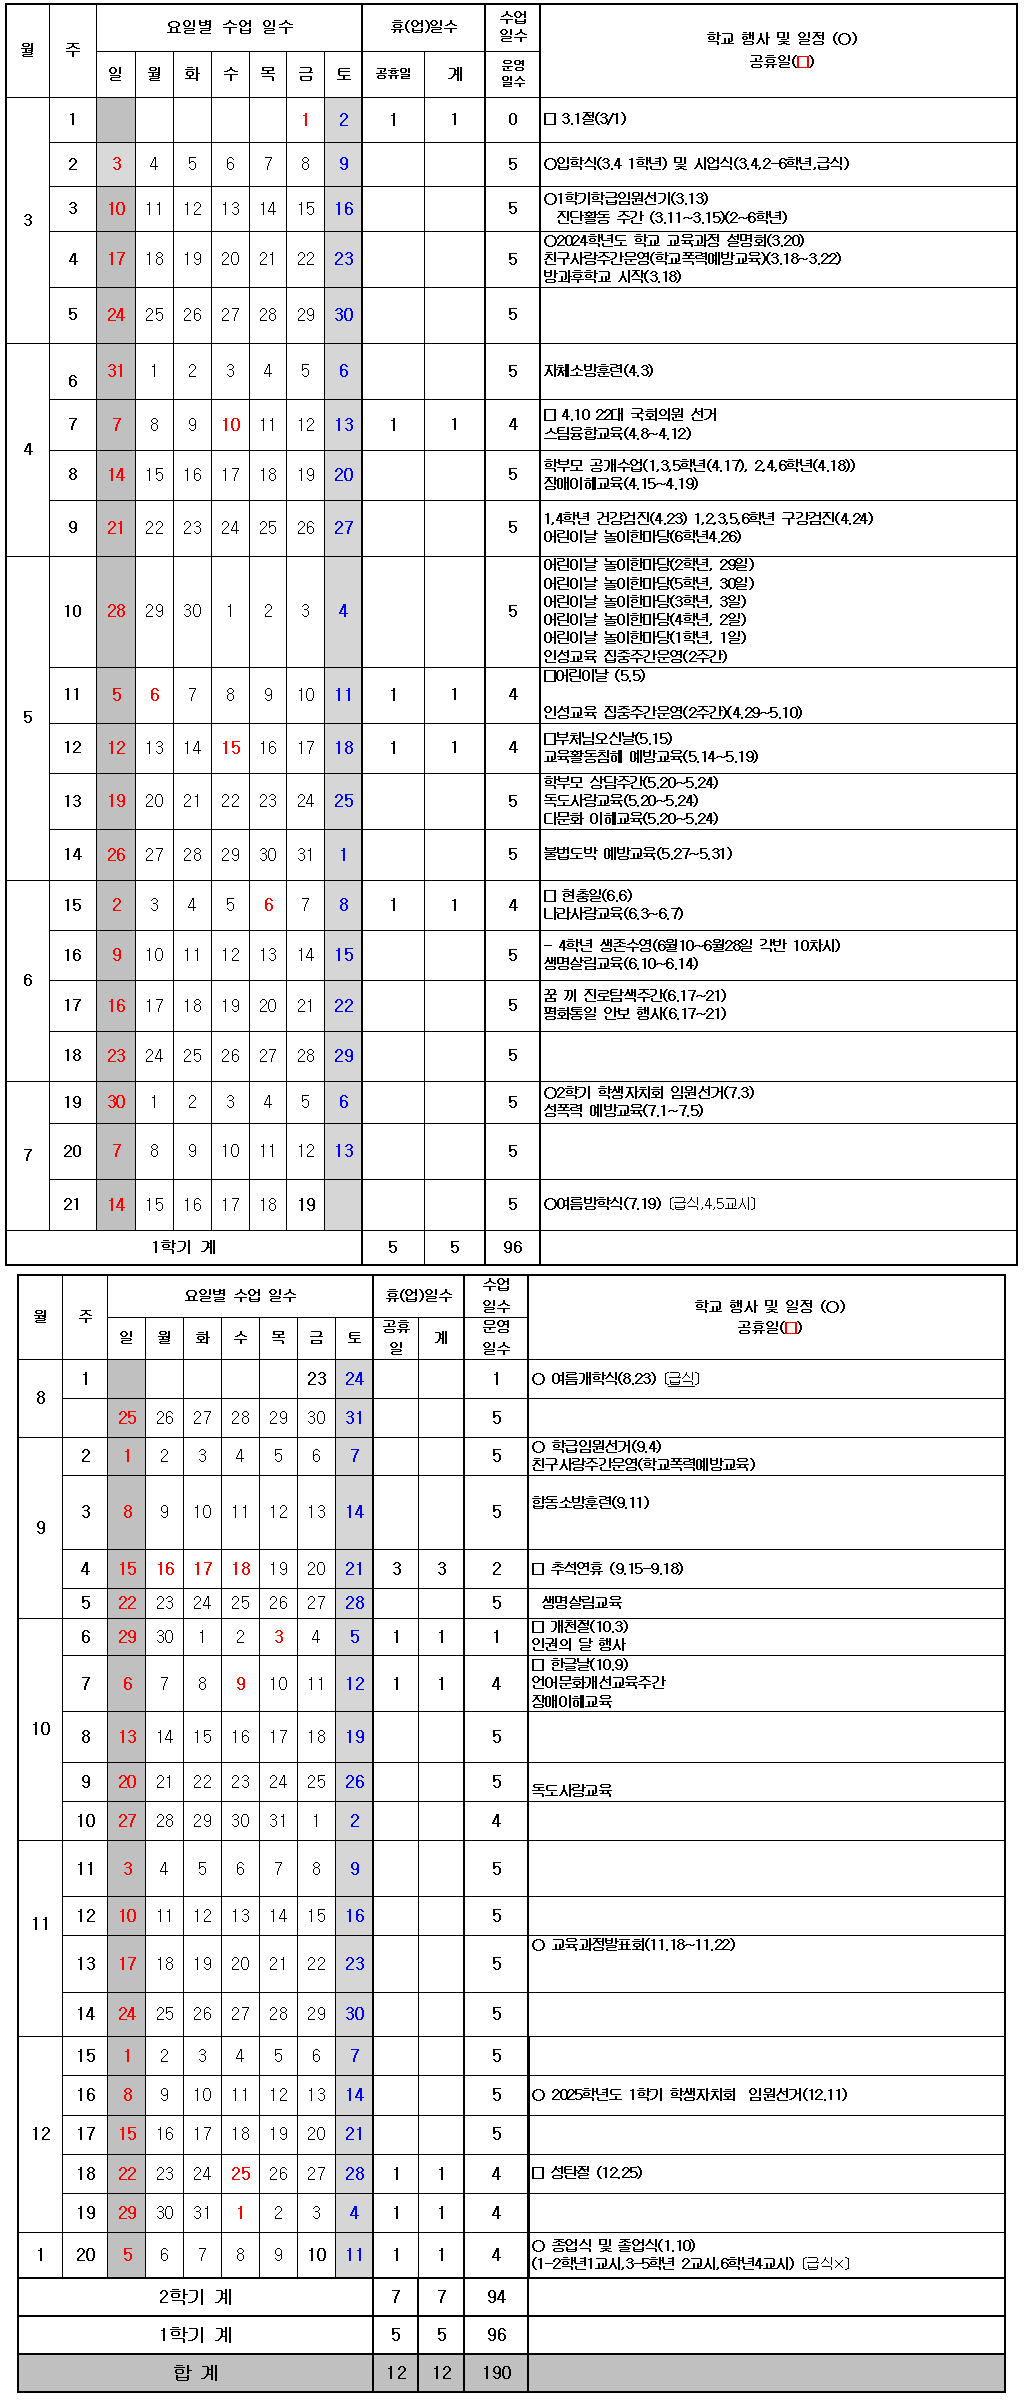 월 주 요일별 수업 일수 휴(업)일수 수업
일수 학교 행사 및 일정 (○)
공휴일(□)
일 월 화 수 목 금 토 공휴일 계 운영
일수
3 1 1 2 1 1 0 □ 3.1절(3/1)
2 3 4 5 6 7 8 9 5 ○입학식(3.4 1학년) 및 시업식(3.4,2-6학년,급식)
3 10 11 12 13 14 15 16 5 ○1학기학급임원선거(3.13)
진단활동 주간 (3.11~3.15)(2~6학년)
4 17 18 19 20 21 22 23 5 ○2024학년도 학교 교육과정 설명회(3.20)
친구사랑주간운영(학교폭력예방교육)(3.18~3.22)
방과후학교 시작(3.18)
5 24 25 26 27 28 29 30 5
4 6 31 1 2 3 4 5 6 5 자체소방훈련(4.3)
7 7 8 9 10 11 12 13 1 1 4 □ 4.10 22대 국회의원 선거
스팀융합교육(4.8~4.12)
8 14 15 16 17 18 19 20 5 학부모 공개수업(1,3,5학년(4.17), 2,4,6학년(4.18))
장애이해교육(4.15~4.19)
9 21 22 23 24 25 26 27 5 1,4학년 건강검진(4.23) 1,2,3,5,6학년 구강검진(4.24)
어린이날 놀이한마당(6학년4.26)
5 10 28 29 30 1 2 3 4 5 어린이날 놀이한마당(2학년, 29일)
어린이날 놀이한마당(5학년, 30일)
어린이날 놀이한마당(3학년, 3일)
어린이날 놀이한마당(4학년, 2일)
어린이날 놀이한마당(1학년, 1일)
인성교육 집중주간운영(2주간)
11 5 6 7 8 9 10 11 1 1 4 □어린이날 (5.5)
인성교육 집중주간운영(2주간)(4.29~5.10)
12 12 13 14 15 16 17 18 1 1 4 □부처님오신날(5.15)
교육활동침해 예방교육(5.14~5.19)
13 19 20 21 22 23 24 25 5 학부모 상담주간(5.20~5.24)
독도사랑교육(5.20~5.24)
다문화 이해교육(5.20~5.24)
14 26 27 28 29 30 31 1 5 불법도박 예방교육(5.27~5.31)
6 15 2 3 4 5 6 7 8 1 1 4 □ 현충일(6.6)
나라사랑교육(6.3~6.7)
16 9 10 11 12 13 14 15 5 - 4학년 생존수영(6월10~6월28일 각반 10차시)
생명살림교육(6.10~6.14)
17 16 17 18 19 20 21 22 5 꿈 끼 진로탐색주간(6.17~21)
평화통일 안보 행사(6.17~21)
18 23 24 25 26 27 28 29 5
7 19 30 1 2 3 4 5 6 5 ○2학기 학생자치회 임원선거(7.3)
성폭력 예방교육(7.1~7.5)
20 7 8 9 10 11 12 13 5
21 14 15 16 17 18 19 5 ○여름방학식(7.19) [급식,4,5교시]
1학기 계 5 5 96
월 주 요일별 수업 일수 휴(업)일수 수업
일수 학교 행사 및 일정 (○)
공휴일(□)
일 월 화 수 목 금 토 공휴
일 계 운영
일수
8 1 23 24 1 ○ 여름개학식(8.23) [급식]
25 26 27 28 29 30 31 5
9 2 1 2 3 4 5 6 7 5 ○ 학급임원선거(9.4)
친구사랑주간운영(학교폭력예방교육)
3 8 9 10 11 12 13 14 5 합동소방훈련(9.11)
4 15 16 17 18 19 20 21 3 3 2 □ 추석연휴 (9.15-9.18)
5 22 23 24 25 26 27 28 5 생명살림교육
10 6 29 30 1 2 3 4 5 1 1 1 □ 개천절(10.3)
인권의 달 행사
7 6 7 8 9 10 11 12 1 1 4 □ 한글날(10.9)
언어문화개선교육주간
장애이해교육
8 13 14 15 16 17 18 19 5
9 20 21 22 23 24 25 26 5 독도사랑교육
10 27 28 29 30 31 1 2 4
11 11 3 4 5 6 7 8 9 5
12 10 11 12 13 14 15 16 5
13 17 18 19 20 21 22 23 5 ○ 교육과정발표회(11.18~11.22)
14 24 25 26 27 28 29 30 5
12 15 1 2 3 4 5 6 7 5
16 8 9 10 11 12 13 14 5 ○ 2025학년도 1학기 학생자치회 임원선거(12.11)
17 15 16 17 18 19 20 21 5
18 22 23 24 25 26 27 28 1 1 4 □ 성탄절 (12.25)
19 29 30 31 1 2 3 4 1 1 4
1 20 5 6 7 8 9 10 11 1 1 4 ○ 종업식 및 졸업식(1.10)
(1-2학년1교시,3-5학년 2교시,6학년4교시) [급식×]
2학기 계 7 7 94
1학기 계 5 5 96
합 계 12 12 190